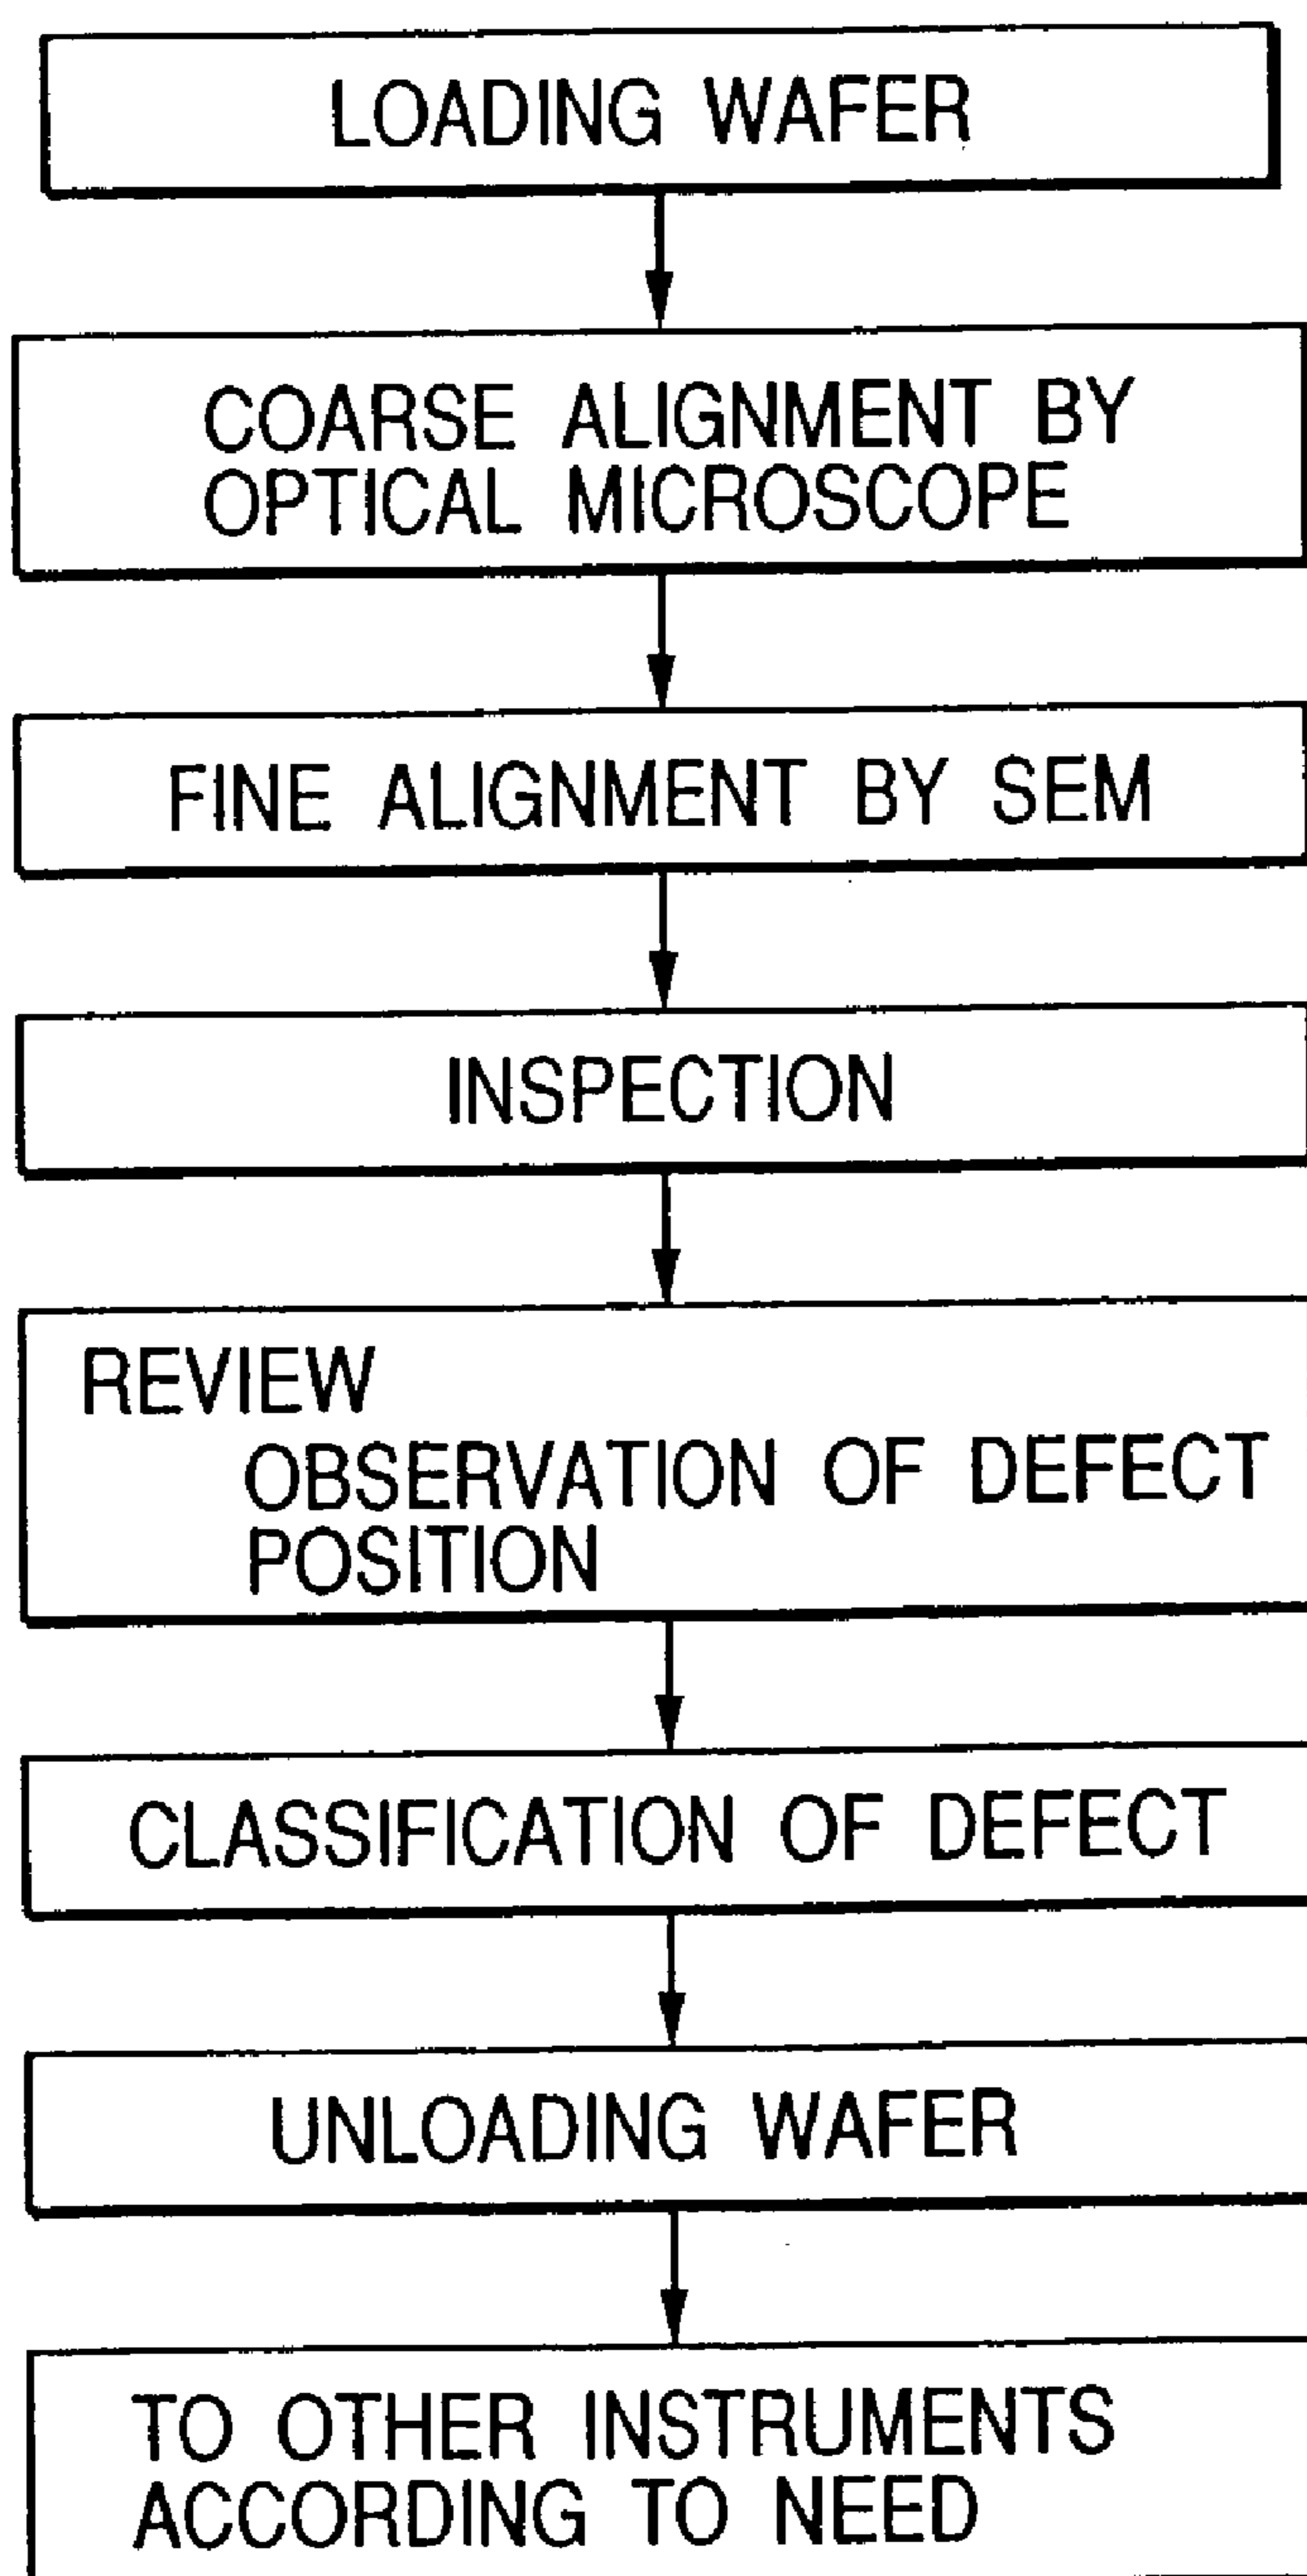 LOADING WAFER
COARSE ALIGNMENT BY
OPTICAL MICROSCOPE
FINE ALIGNMENT BY SEM
INSPECTION
REVIEW
OBSERVATION OF DEFECT
POSITION
CLASSIFICATION OF DEFECT
UNLOADING WAFER
TO OTHER INSTRUMENTS
ACCORDING TO NEED